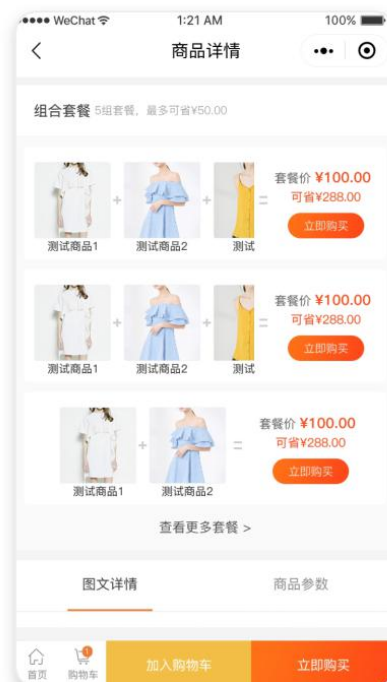 WeChat 1:21 AM 100%
商品详情
组合套餐 5组套餐，最多可省¥50.00
套餐价 ¥100.00
可省¥288.00
立即购买
测试商品1 + 测试商品2 + 测试 =
套餐价 ¥100.00
可省¥288.00
立即购买
测试商品1 + 测试商品2 + 测试 =
套餐价 ¥100.00
可省¥288.00
立即购买
测试商品1 + 测试商品2 =
查看更多套餐 >
图文详情 商品参数
1
首页 购物车 加入购物车 立即购买